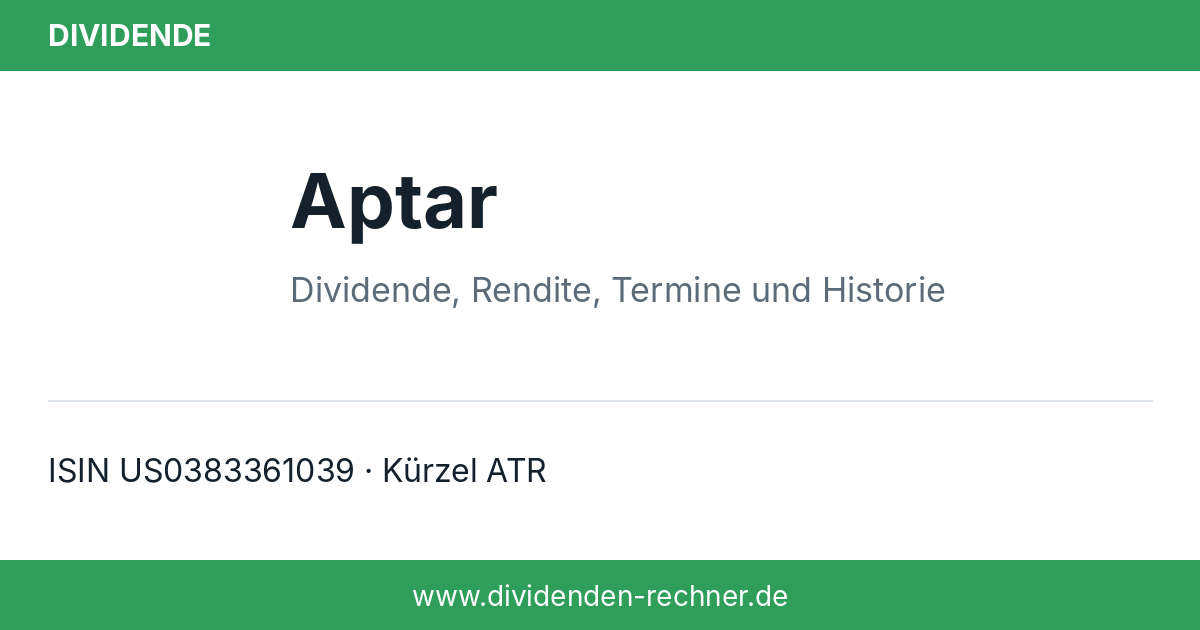 DIVIDENDE
Aptar
Dividende, Rendite, Termine und Historie
ISIN US0383361039 · Kürzel ATR
www.dividenden-rechner.de